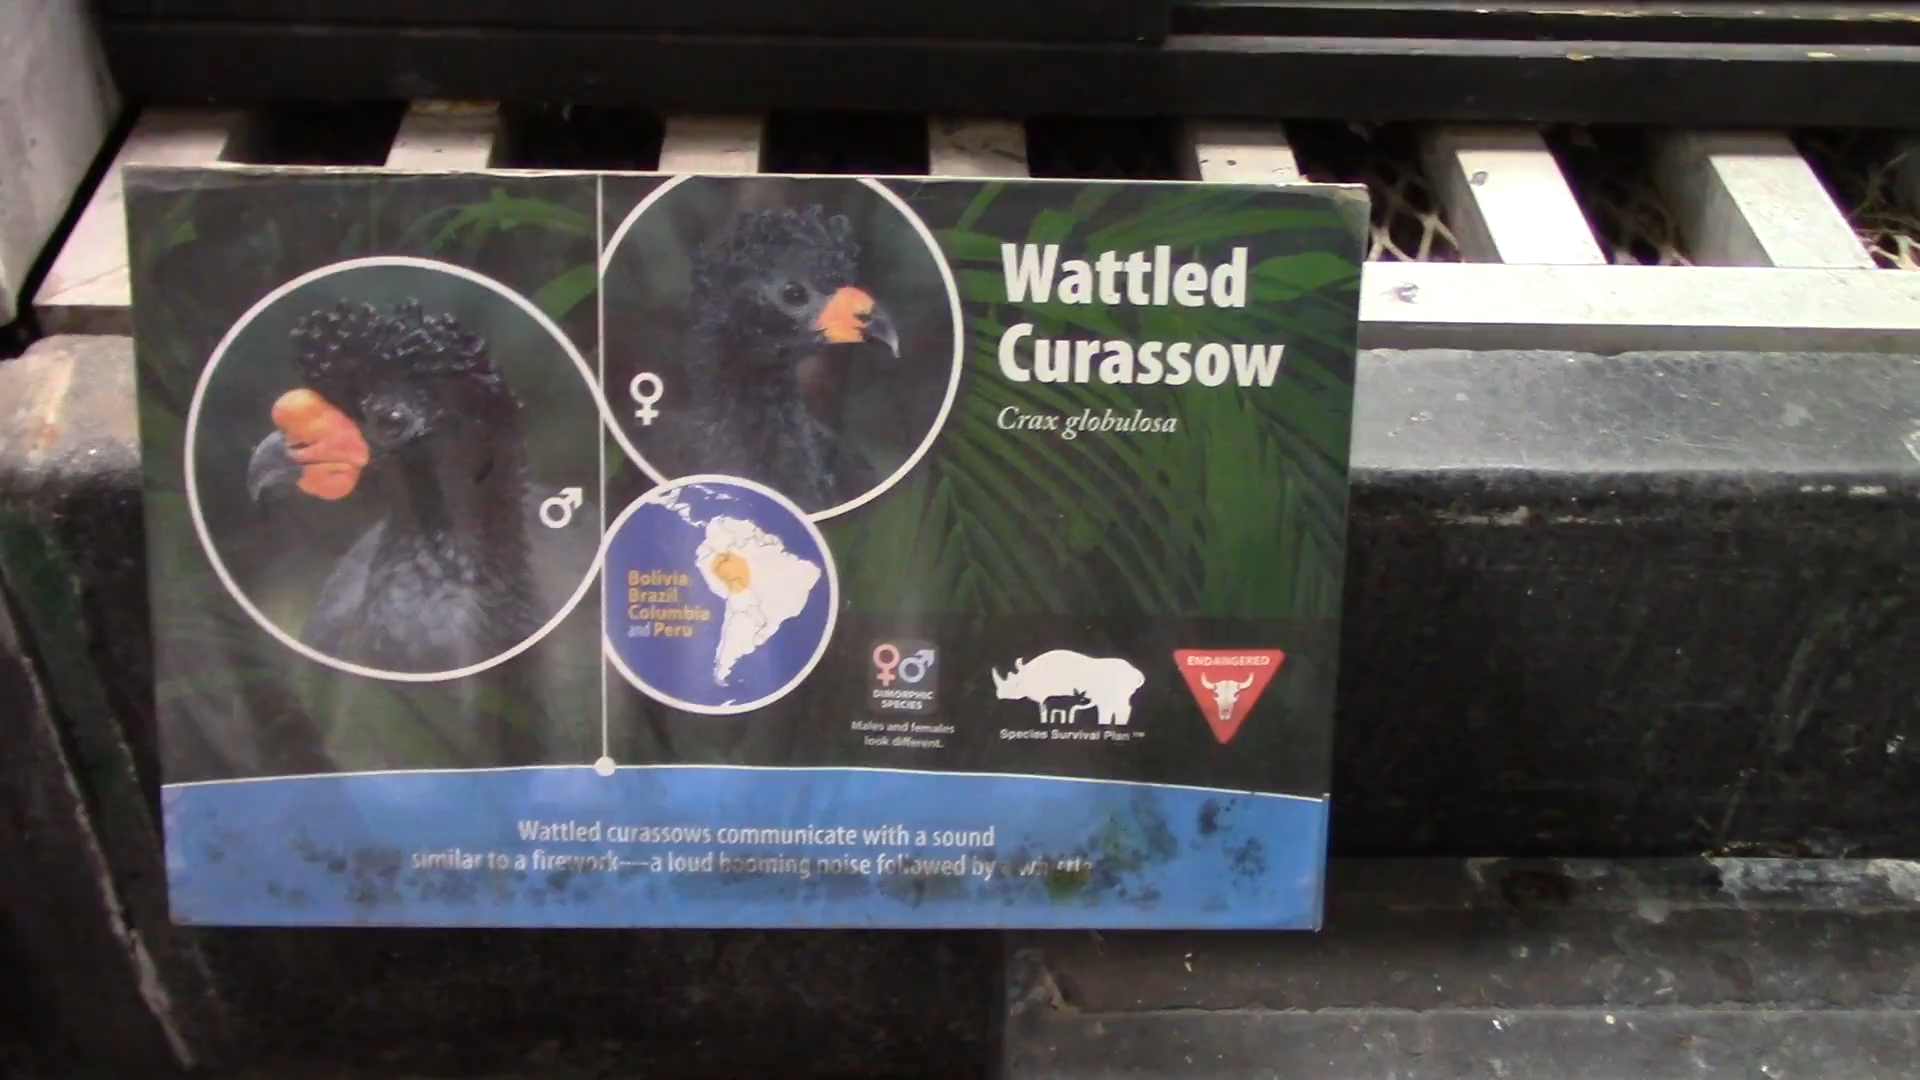 Wattled
Curassow
Crax globulosa
Bolivia
Brazil
Columbia
and Peru
DIMORPHIC
SPECIES
Males and females
look different.
Species Survival Plan™
ENDANGERED
Wattled curassows communicate with a sound
similar to a firework—a loud booming noise followed by a whistle